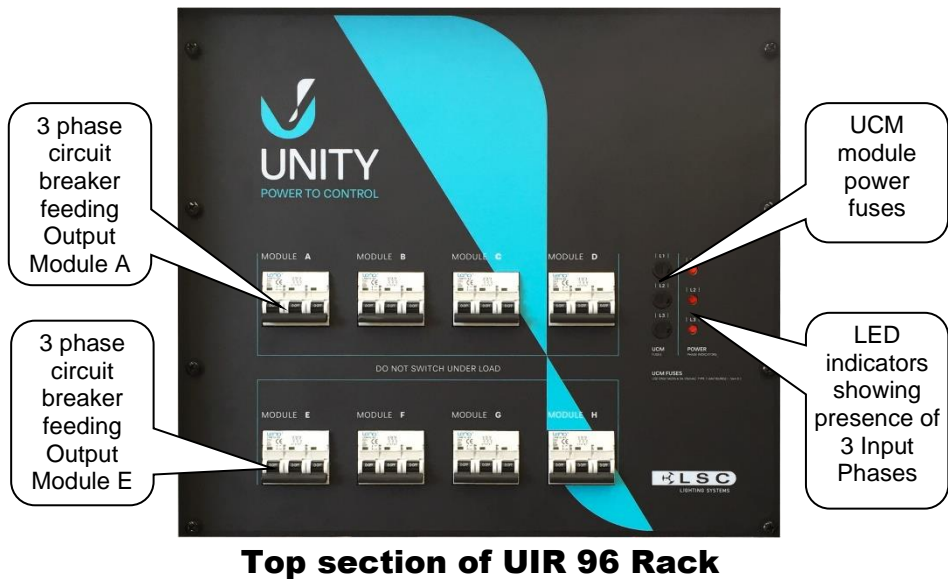 3 phase
circuit
breaker
feeding
Output
Module A
3 phase
circuit
breaker
feeding
Output
Module E
UNITY
POWER TO CONTROL
MODULE A
MODULE B
MODULE C
MODULE D
( L1 )
( L2 )
( L2 )
( L3 )
( L3 )
UCM
POWER
DO NOT SWITCH UNDER LOAD
UCM FUSES
MODULE E
MODULE F
MODULE G
MODULE H
LSC
LIGHTING SYSTEMS
UCM
module
power
fuses
LED
indicators
showing
presence of
3 Input
Phases
Top section of UIR 96 Rack